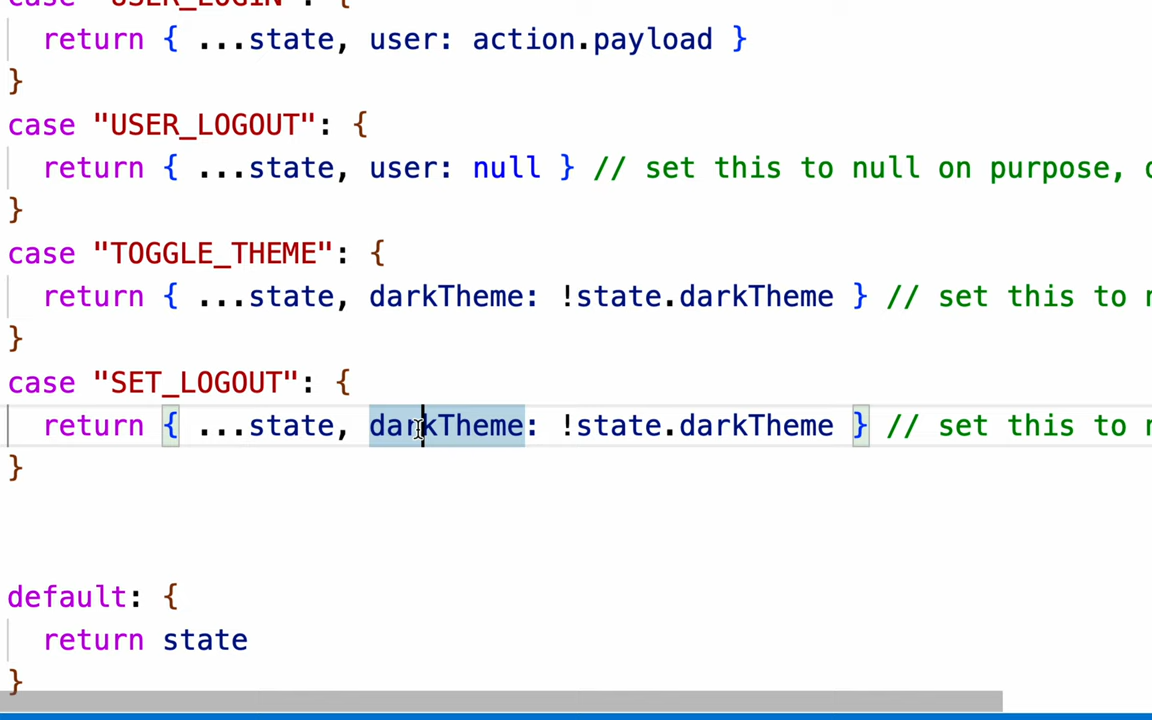 case "USER_LOGIN": {
return { ...state, user: action.payload }
}
case "USER_LOGOUT": {
return { ...state, user: null } // set this to null on purpose,
}
case "TOGGLE_THEME": {
return { ...state, darkTheme: !state.darkTheme } // set this to
}
case "SET_LOGOUT": {
return { ...state, darkTheme: !state.darkTheme } // set this to
}
default: {
return state
}